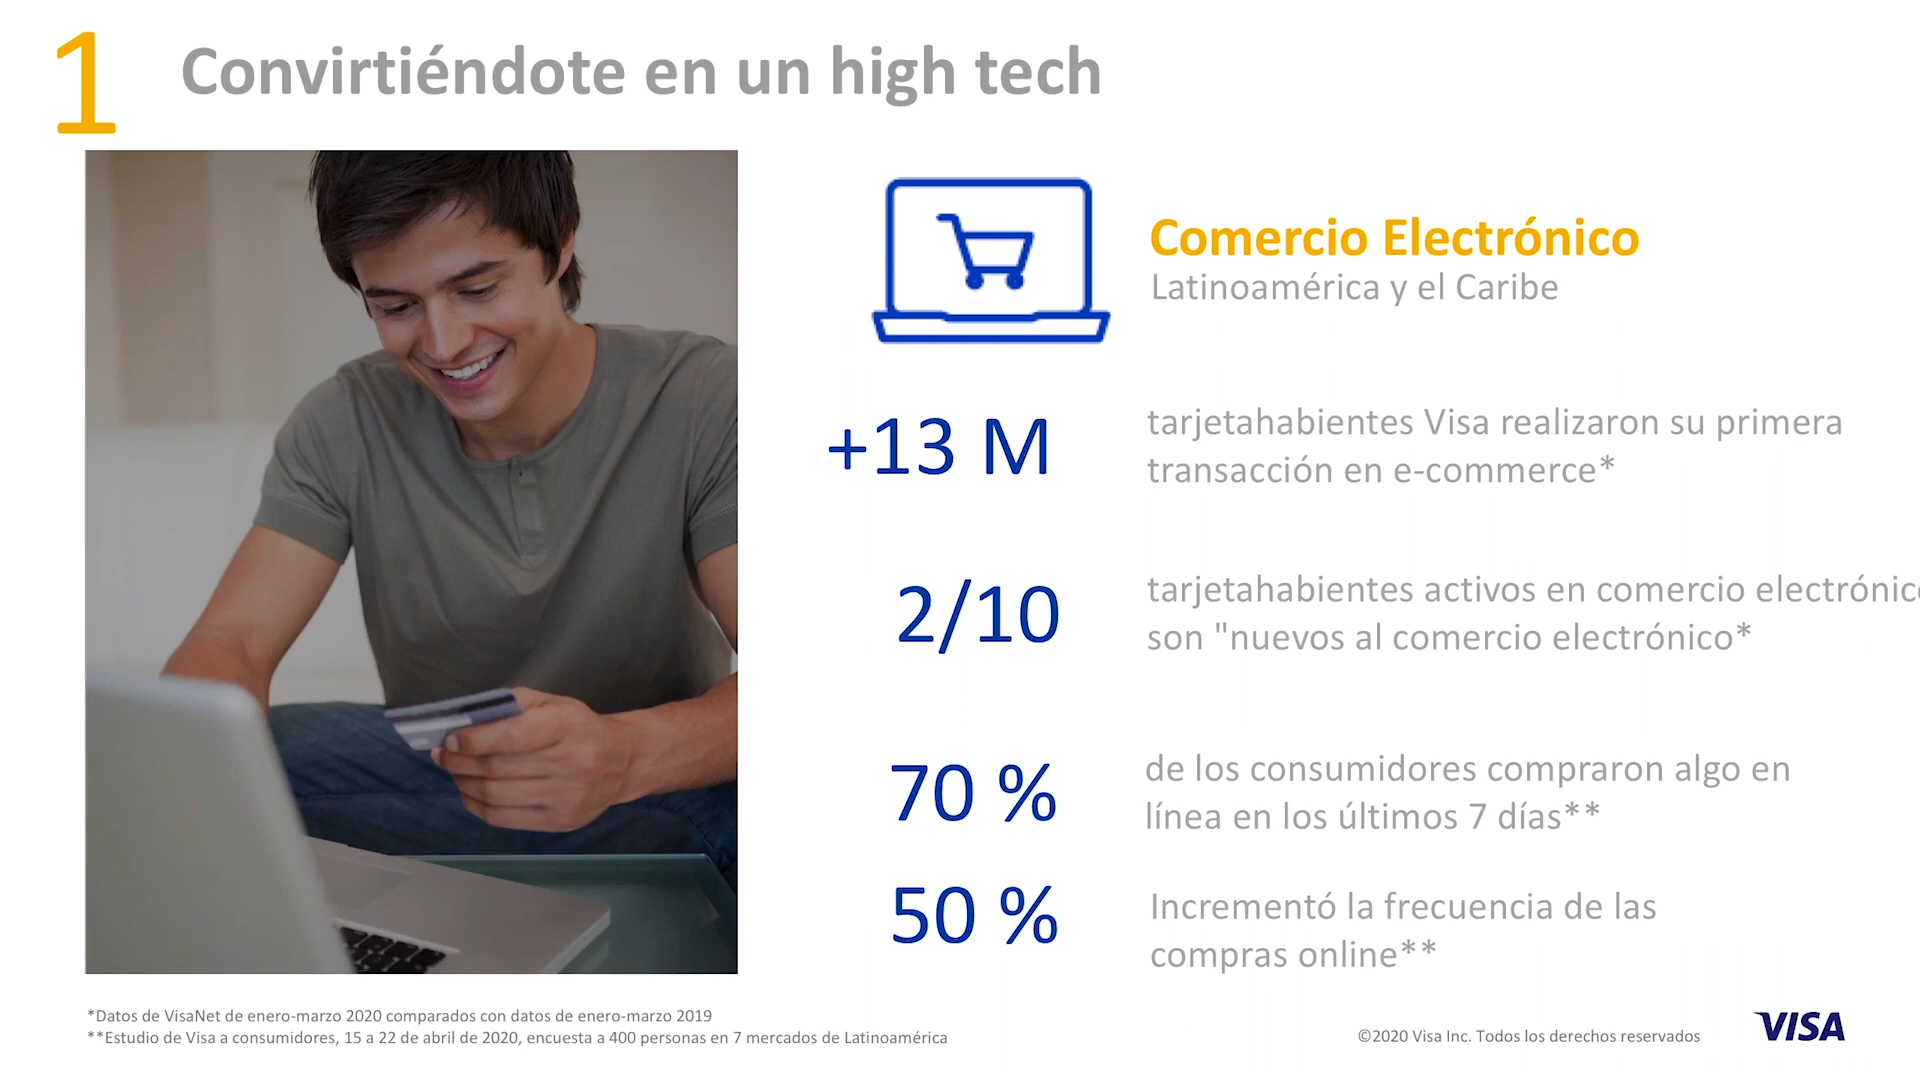 1
Convirtiéndote en un high tech
Comercio Electrónico
Latinoamérica y el Caribe
+13 M
tarjetahabientes Visa realizaron su primera
transacción en e-commerce*
2/10
tarjetahabientes activos en comercio electrónico
son "nuevos al comercio electrónico*
70 %
de los consumidores compraron algo en
línea en los últimos 7 días**
50 %
Incrementó la frecuencia de las
compras online**
*Datos de VisaNet de enero-marzo 2020 comparados con datos de enero-marzo 2019
**Estudio de Visa a consumidores, 15 a 22 de abril de 2020, encuesta a 400 personas en 7 mercados de Latinoamérica
©2020 Visa Inc. Todos los derechos reservados
VISA